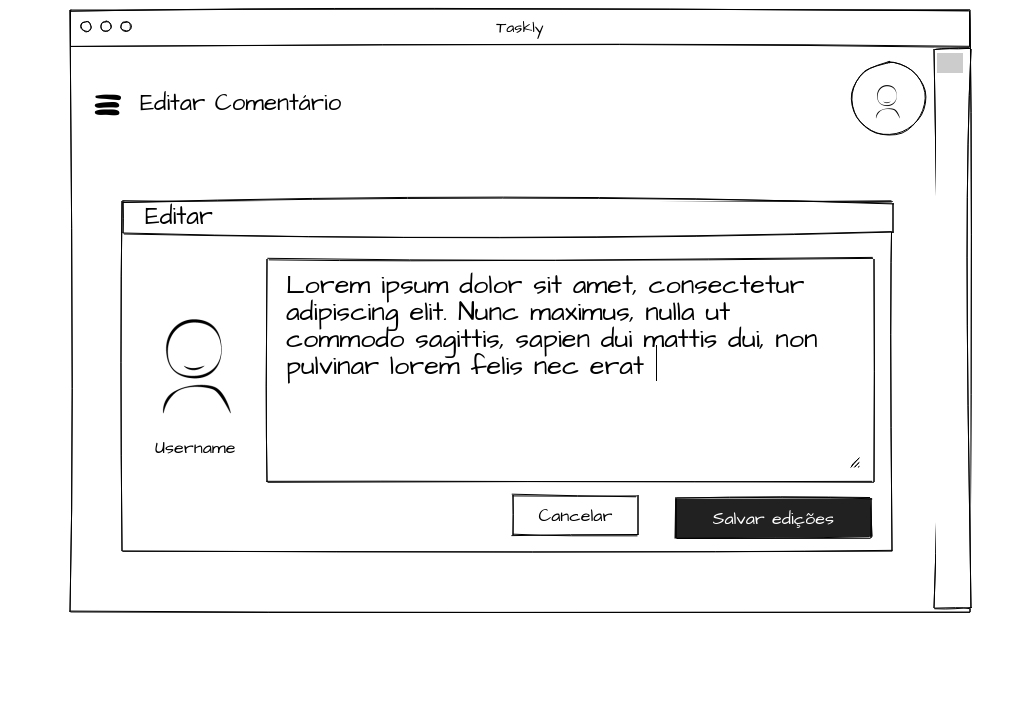 Taskly
Editar Comentário
Editar
Lorem ipsum dolor sit amet, consectetur
adipiscing elit. Nunc maximus, nulla ut
commodo sagittis, sapien dui mattis dui, non
pulvinar lorem felis nec erat
Username
Cancelar
Salvar edições